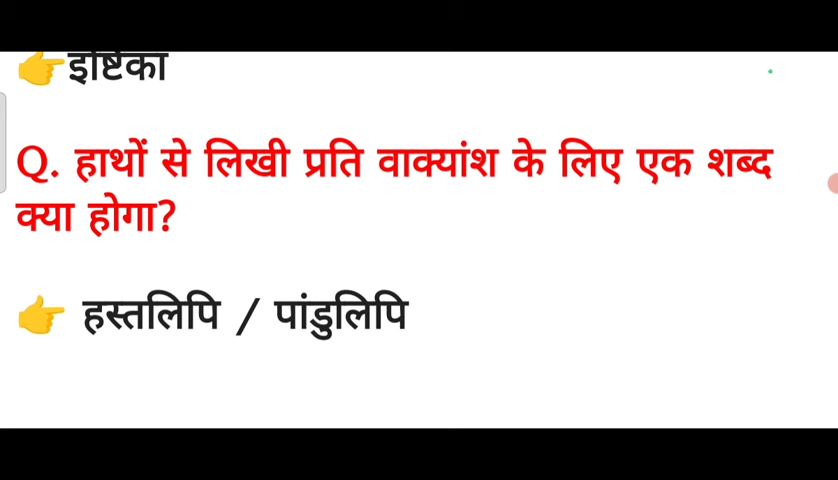 👉इष्टिका
Q. हाथों से लिखी प्रति वाक्यांश के लिए एक शब्द
क्या होगा?
👉 हस्तलिपि / पांडुलिपि